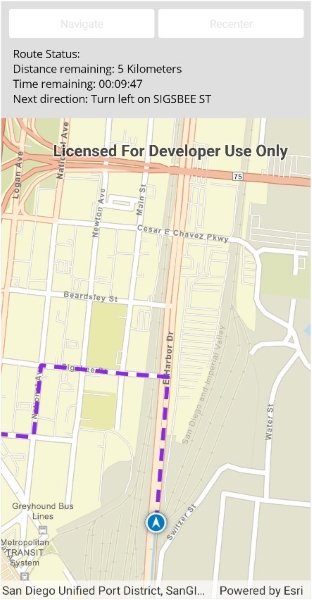 Navigate
Recenter
Route Status:
Distance remaining: 5 Kilometers
Time remaining: 00:09:47
Next direction: Turn left on SIGSBEE ST
Licensed For Developer Use Only
Logan Ave
National Ave
75
Newton Ave
Main St
Cesar E Chavez Pkwy
Beardsley St
E Harbor Dr
San Diego and Imperial Valley
Water St
Switzer St
Greyhound Bus
Lines
Metropolitan
TRANSIT
System
San Diego Unified Port District, SanGI...
Powered by Esri